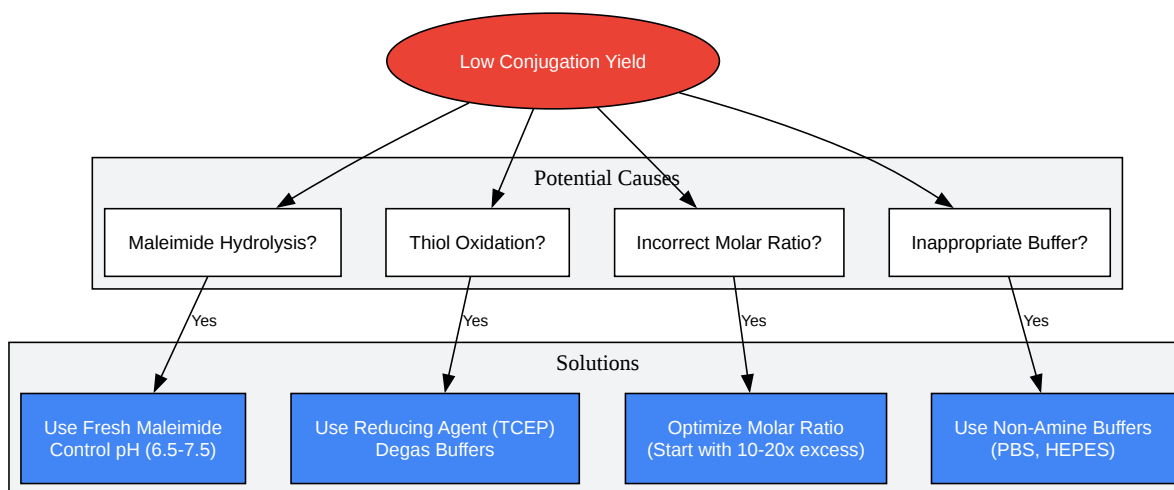 Low Conjugation Yield
Potential Causes
Maleimide Hydrolysis?
Thiol Oxidation?
Incorrect Molar Ratio?
Inappropriate Buffer?
Yes
Yes
Yes
Yes
Solutions
Use Fresh Maleimide
Control pH (6.5-7.5)
Use Reducing Agent (TCEP)
Degas Buffers
Optimize Molar Ratio
(Start with 10-20x excess)
Use Non-Amine Buffers
(PBS, HEPES)